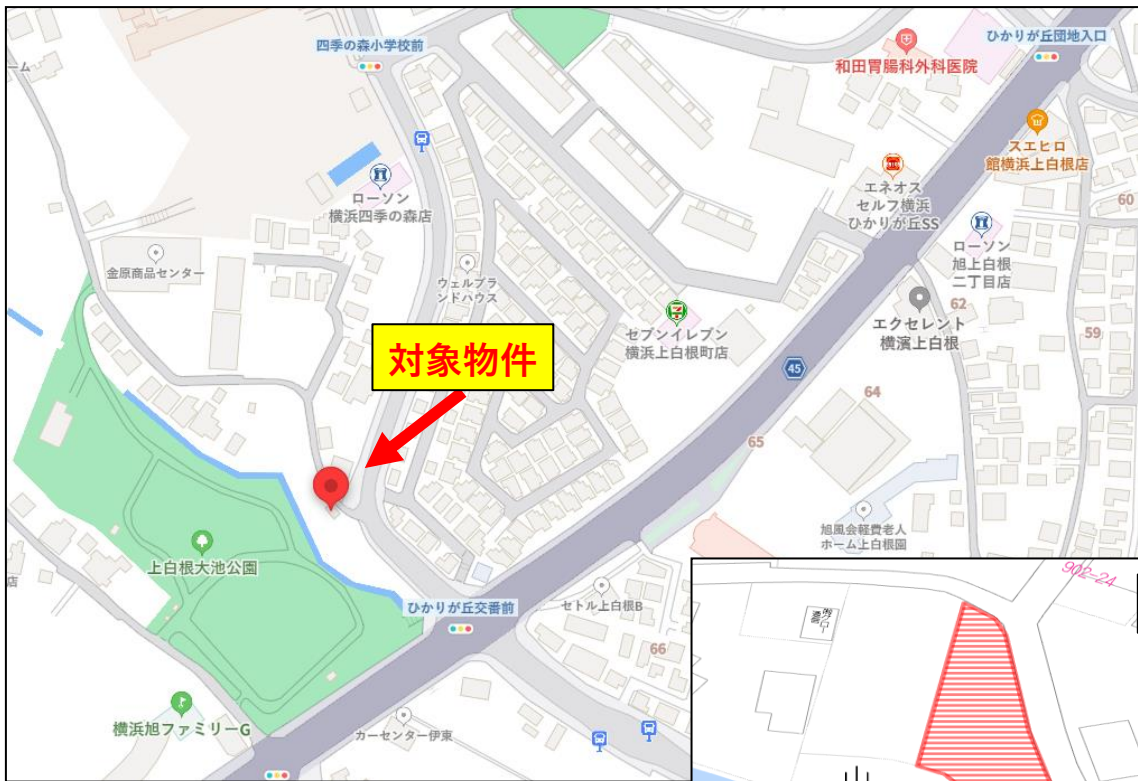 四季の森小学校前
ひかりが丘団地入口
和田胃腸科外科医院
ーム
スエヒロ
館横浜上白根店
ローソン
横浜四季の森店
エネオス
セルフ横浜
ひかりが丘SS
60
ローソン
旭上白根
二丁目店
金原商品センター
ウェルブラ
ンドハウス
セブンイレブン
横浜上白根町店
エクセレント
横濱上白根
62
59
対象物件
45
64
65
旭風会軽費老人
ホーム上白根園
上白根大池公園
店
ひかりが丘交番前
セトル上白根B
66
横浜旭ファミリーG
カーセンター伊東
902-24